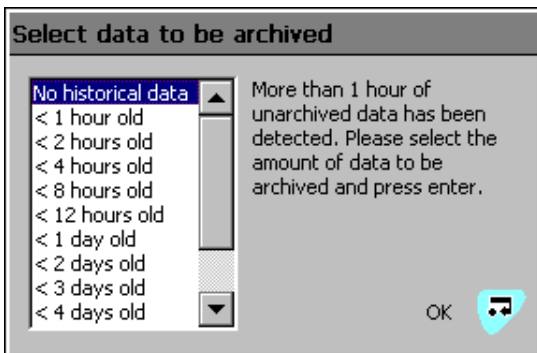 Select data to be archived
No historical data
< 1 hour old
< 2 hours old
< 4 hours old
< 8 hours old
< 12 hours old
< 1 day old
< 2 days old
< 3 days old
< 4 days old
More than 1 hour of
unarchived data has been
detected. Please select the
amount of data to be
archived and press enter.
OK